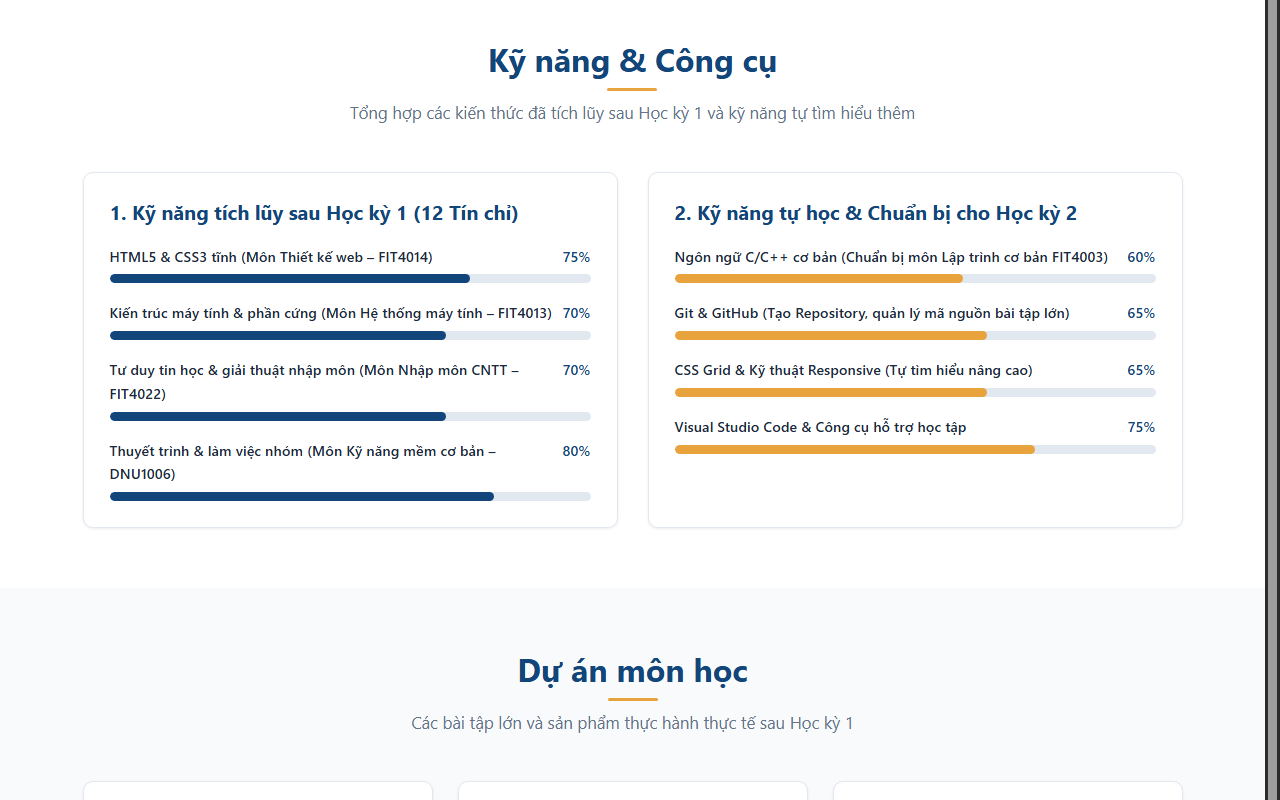 Kỹ năng & Công cụ
Tổng hợp các kiến thức đã tích lũy sau Học kỳ 1 và kỹ năng tự tìm hiểu thêm
1. Kỹ năng tích lũy sau Học kỳ 1 (12 Tín chỉ)
HTML5 & CSS3 tĩnh (Môn Thiết kế web – FIT4014) 75%
Kiến trúc máy tính & phần cứng (Môn Hệ thống máy tính – FIT4013) 70%
Tư duy tin học & giải thuật nhập môn (Môn Nhập môn CNTT – 70%
FIT4022)
Thuyết trình & làm việc nhóm (Môn Kỹ năng mềm cơ bản – 80%
DNU1006)
2. Kỹ năng tự học & Chuẩn bị cho Học kỳ 2
Ngôn ngữ C/C++ cơ bản (Chuẩn bị môn Lập trình cơ bản FIT4003) 60%
Git & GitHub (Tạo Repository, quản lý mã nguồn bài tập lớn) 65%
CSS Grid & Kỹ thuật Responsive (Tự tìm hiểu nâng cao) 65%
Visual Studio Code & Công cụ hỗ trợ học tập 75%
Dự án môn học
Các bài tập lớn và sản phẩm thực hành thực tế sau Học kỳ 1